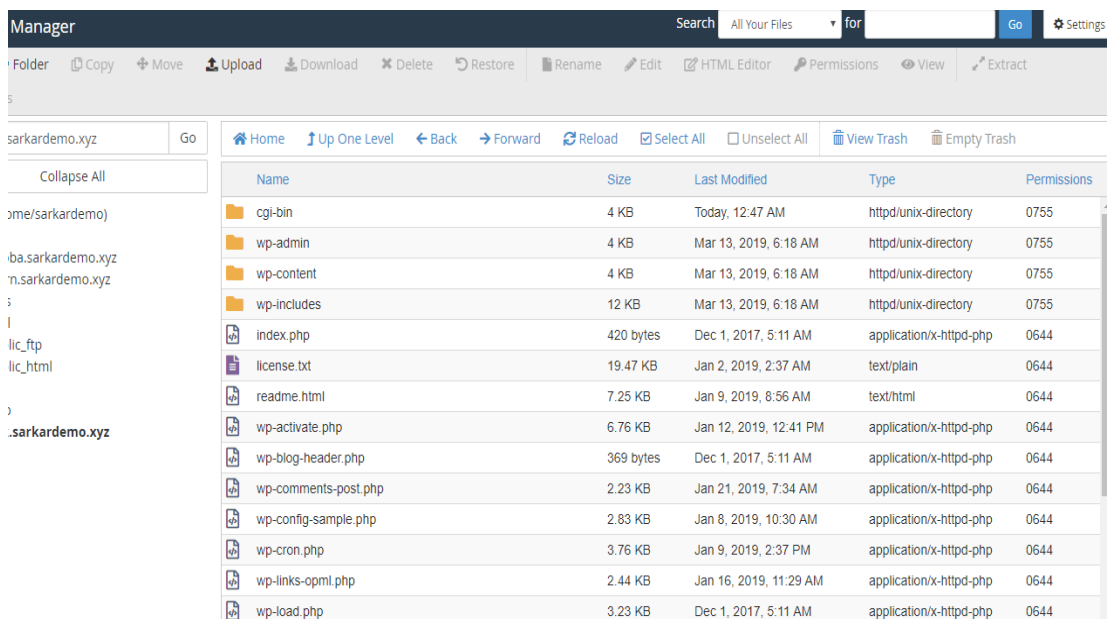 Manager Search All Your Files for Go Settings
Folder Copy Move Upload Download Delete Restore Rename Edit HTML Editor Permissions View Extract
s
sarkardemo.xyz Go Home Up One Level Back Forward Reload Select All Unselect All View Trash Empty Trash
Collapse All
Name Size Last Modified Type Permissions
ome/sarkardemo)
cgi-bin 4 KB Today, 12:47 AM httpd/unix-directory 0755
wp-admin 4 KB Mar 13, 2019, 6:18 AM httpd/unix-directory 0755
ba.sarkardemo.xyz
wp-content 4 KB Mar 13, 2019, 6:18 AM httpd/unix-directory 0755
rn.sarkardemo.xyz
s
wp-includes 12 KB Mar 13, 2019, 6:18 AM httpd/unix-directory 0755
l
index.php 420 bytes Dec 1, 2017, 5:11 AM application/x-httpd-php 0644
lic_ftp
lic_html
license.txt 19.47 KB Jan 2, 2019, 2:37 AM text/plain 0644
readme.html 7.25 KB Jan 9, 2019, 8:56 AM text/html 0644
.sarkardemo.xyz
wp-activate.php 6.76 KB Jan 12, 2019, 12:41 PM application/x-httpd-php 0644
wp-blog-header.php 369 bytes Dec 1, 2017, 5:11 AM application/x-httpd-php 0644
wp-comments-post.php 2.23 KB Jan 21, 2019, 7:34 AM application/x-httpd-php 0644
wp-config-sample.php 2.83 KB Jan 8, 2019, 10:30 AM application/x-httpd-php 0644
wp-cron.php 3.76 KB Jan 9, 2019, 2:37 PM application/x-httpd-php 0644
wp-links-opml.php 2.44 KB Jan 16, 2019, 11:29 AM application/x-httpd-php 0644
wp-load.php 3.23 KB Dec 1, 2017, 5:11 AM application/x-httpd-php 0644